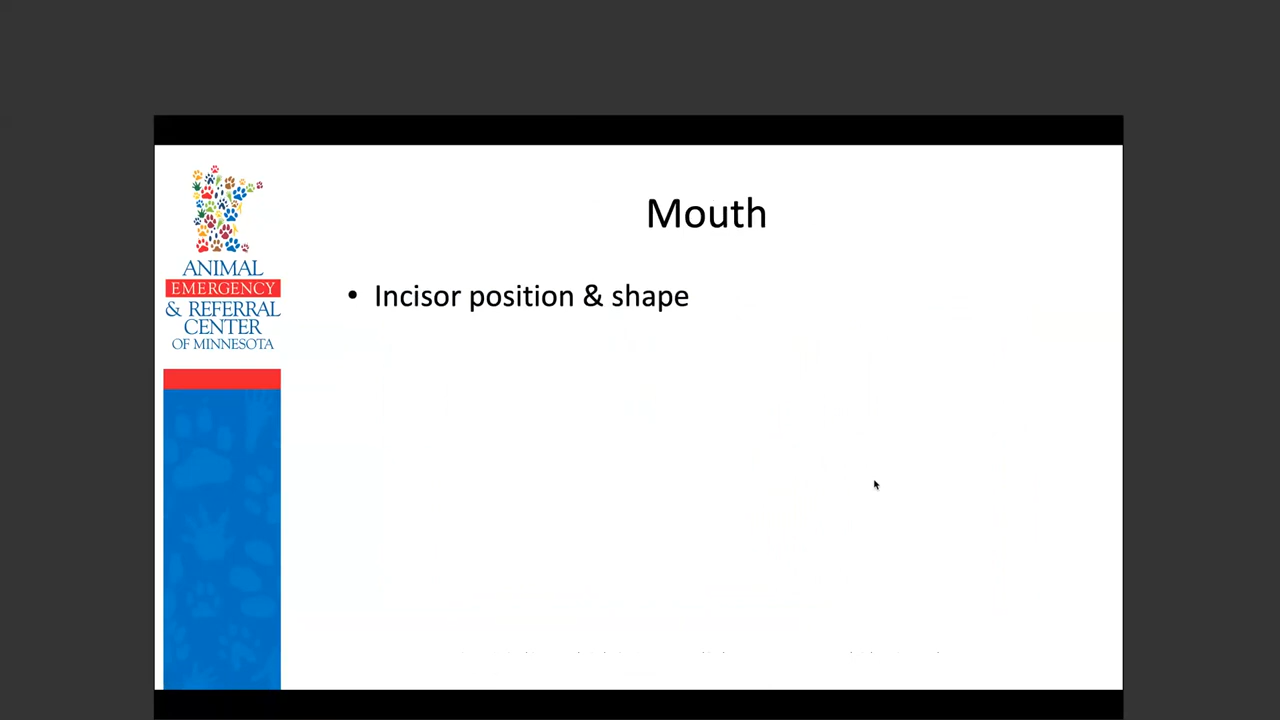 Mouth
• Incisor position & shape
ANIMAL
EMERGENCY
& REFERRAL
CENTER
OF MINNESOTA